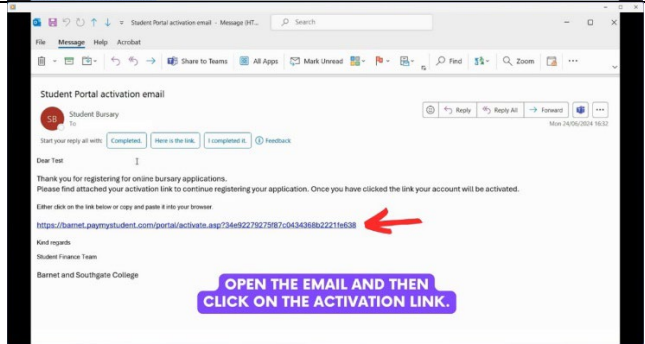 Student Portal activation email - Message (HT...
Search
File Message Help Acrobat
Share to Teams All Apps Mark Unread Find Zoom
Student Portal activation email
SB
Student Bursary
To
Reply Reply All Forward
Mon 24/06/2024 16:32
Start your reply all with: Completed. Here is the link. I completed it. Feedback
Dear Test
Thank you for registering for online bursary applications.
Please find attached your activation link to continue registering your application. Once you have clicked the link your account will be activated.
Either click on the link below or copy and paste it into your browser
https://barnet.paymystudent.com/portal/activate.asp?34e92279275f87c0434368b2221fe638
Kind regards
Student Finance Team
Barnet and Southgate College
OPEN THE EMAIL AND THEN
CLICK ON THE ACTIVATION LINK.